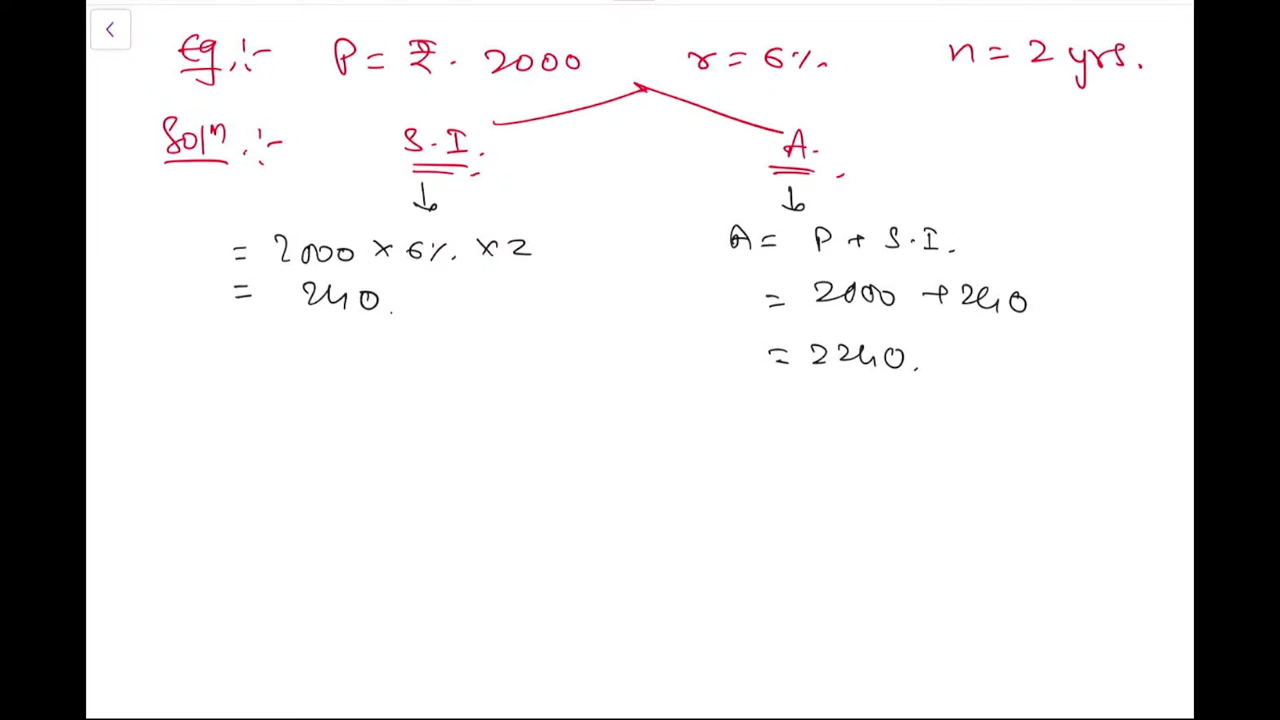 Eg:- P = ₹. 2000 r = 6% n = 2 yrs.
Solⁿ:- S.I. A.
= 2000 × 6% × 2
= 240.
A = P + S.I.
= 2000 + 240
= 2240.